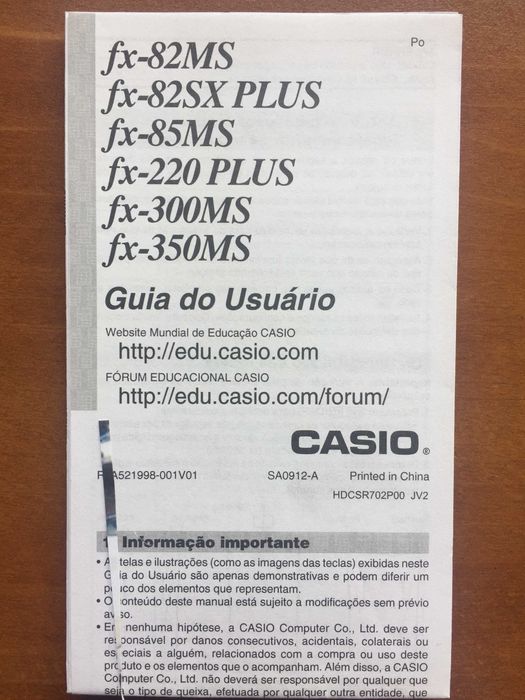 Po
fx-82MS
fx-82SX PLUS
fx-85MS
fx-220 PLUS
fx-300MS
fx-350MS
Guia do Usuário
Website Mundial de Educação CASIO
http://edu.casio.com
FÓRUM EDUCACIONAL CASIO
http://edu.casio.com/forum/
CASIO®
A521998-001V01 SA0912-A Printed in China
HDCSR702P00 JV2
Informação importante
• telas e ilustrações (como as imagens das teclas) exibidas neste
Guia do Usuário são apenas demonstrativas e podem diferir um
pouco dos elementos que representam.
• O conteúdo deste manual está sujeito a modificações sem prévio
aviso.
• Em nenhuma hipótese, a CASIO Computer Co., Ltd. deve ser
responsável por danos consecutivos, acidentais, colaterais ou
especiais a alguém, relacionados com a compra ou uso deste
produto e os elementos que o acompanham. Além disso, a CASIO
Computer Co., Ltd. não deverá ser responsável por qualquer que
seja o tipo de queixa, efetuada por qualquer outra entidade, que